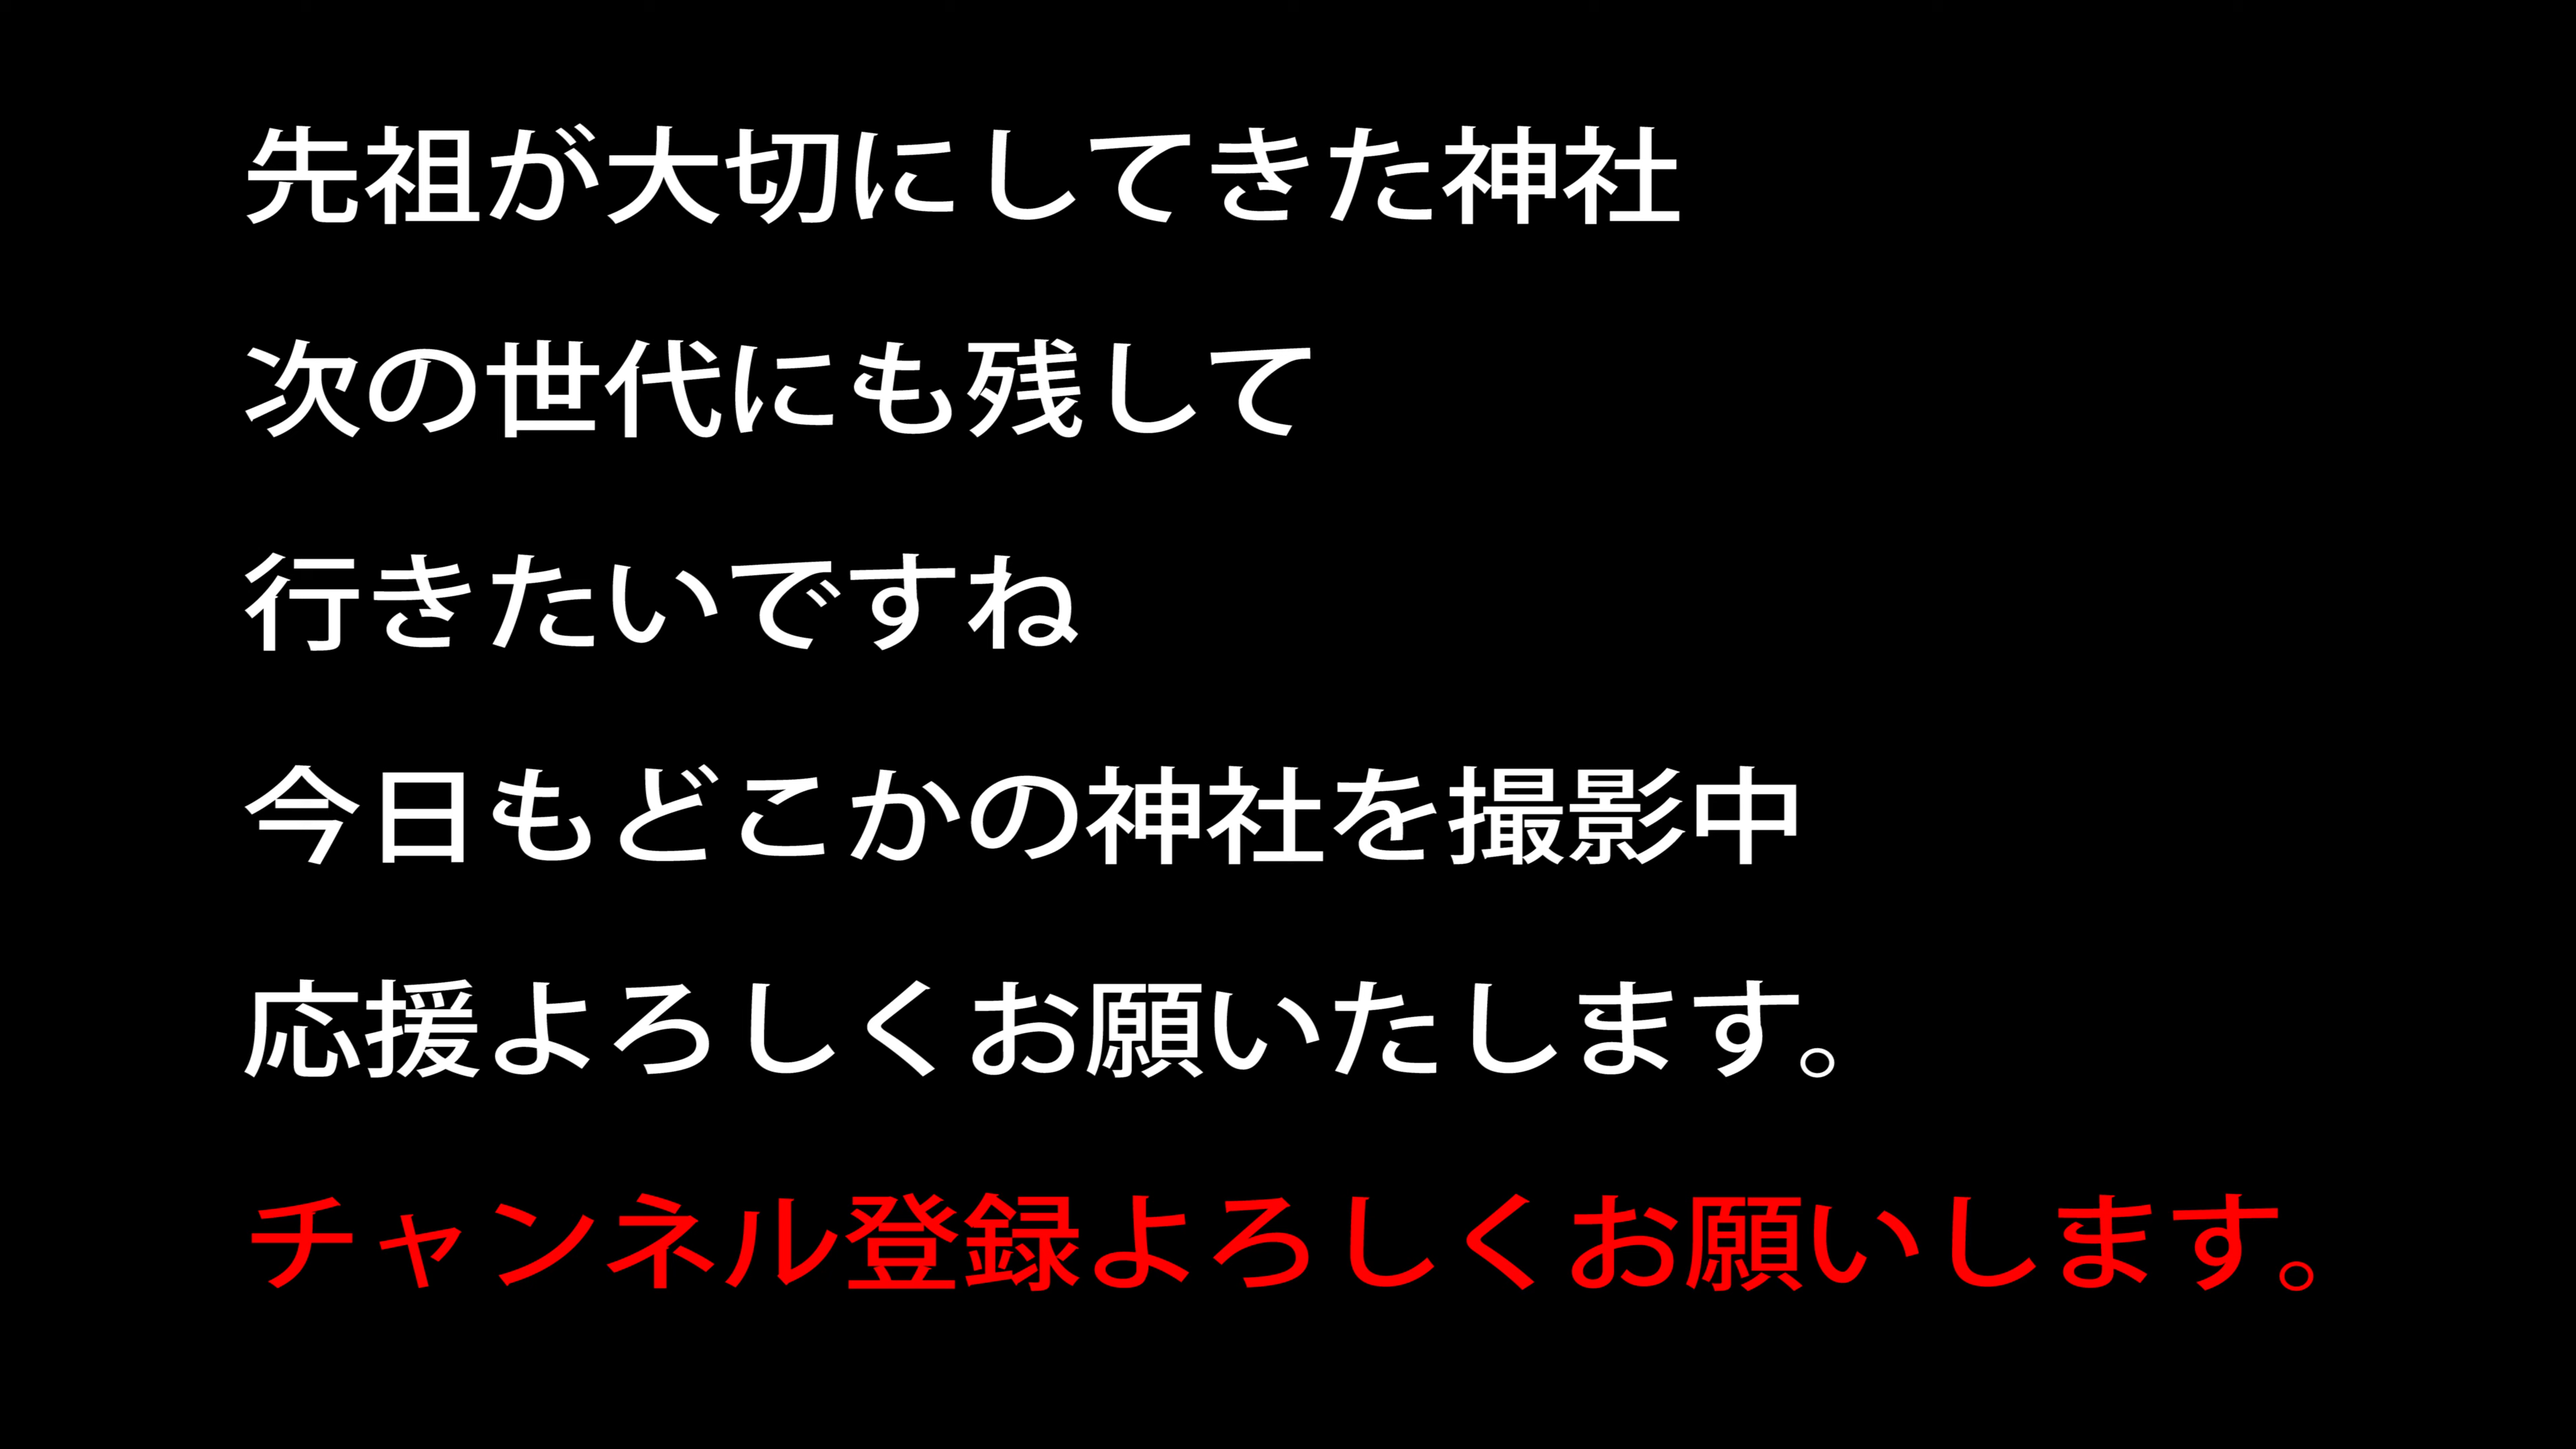 先祖が大切にしてきた神社
次の世代にも残して
行きたいですね
今日もどこかの神社を撮影中
応援よろしくお願いたします。
チャンネル登録よろしくお願いします。